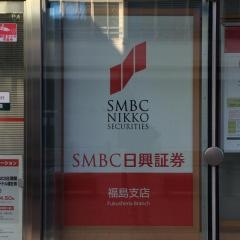 SMBC
NIKKO
SECURITIES
SMBC日興証券
福島支店
Fukushima Branch